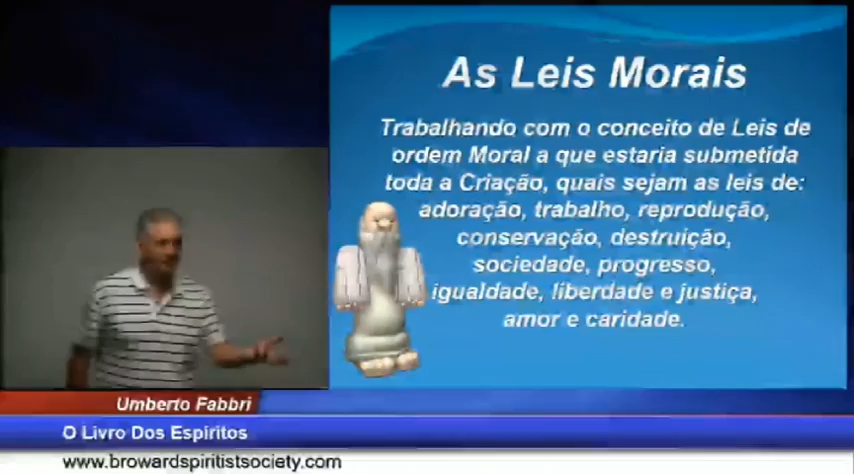 As Leis Morais
Trabalhando com o conceito de Leis de
ordem Moral a que estaria submetida
toda a Criação, quais sejam as leis de:
adoração, trabalho, reprodução,
conservação, destruição,
sociedade, progresso,
igualdade, liberdade e justiça,
amor e caridade.
Umberto Fabbri
O Livro Dos Espíritos
www.browardspiritistsociety.com